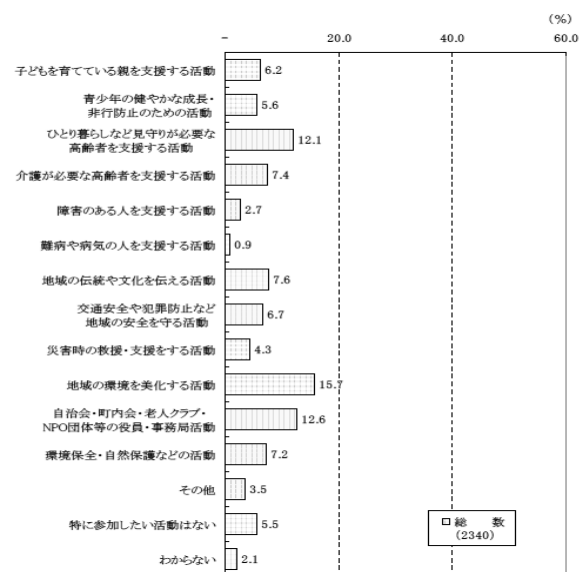 (%)
－ 20.0 40.0 60.0
子どもを育てている親を支援する活動 6.2
青少年の健やかな成長・
非行防止のための活動 5.6
ひとり暮らしなど見守りが必要な
高齢者を支援する活動 12.1
介護が必要な高齢者を支援する活動 7.4
障害のある人を支援する活動 2.7
難病や病気の人を支援する活動 0.9
地域の伝統や文化を伝える活動 7.6
交通安全や犯罪防止など
地域の安全を守る活動 6.7
災害時の救援・支援をする活動 4.3
地域の環境を美化する活動 15.7
自治会・町内会・老人クラブ・
NPO団体等の役員・事務局活動 12.6
環境保全・自然保護などの活動 7.2
その他 3.5
特に参加したい活動はない 5.5
わからない 2.1
総 数
(2340)